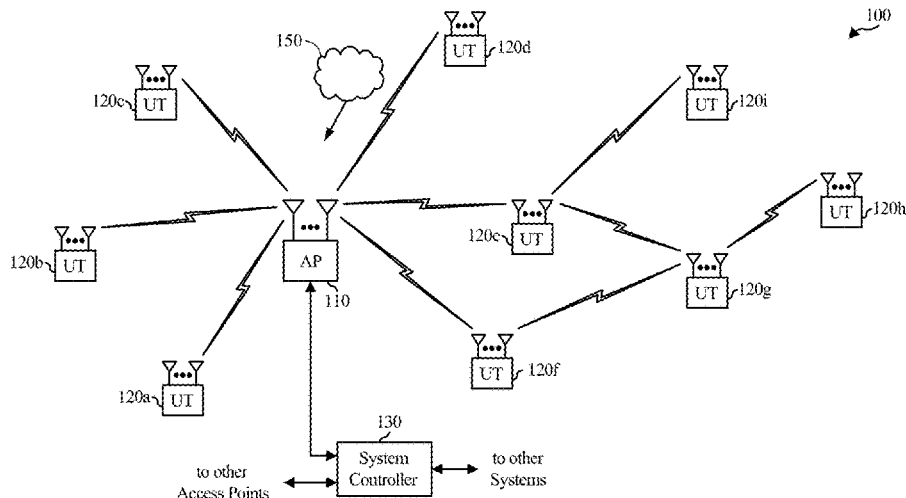 100
150
UT
120d
120c
UT
UT
120i
UT
120h
120b
UT
AP
110
120e
UT
UT
120g
120a
UT
UT
120f
130
System
Controller
to other
Access Points
to other
Systems